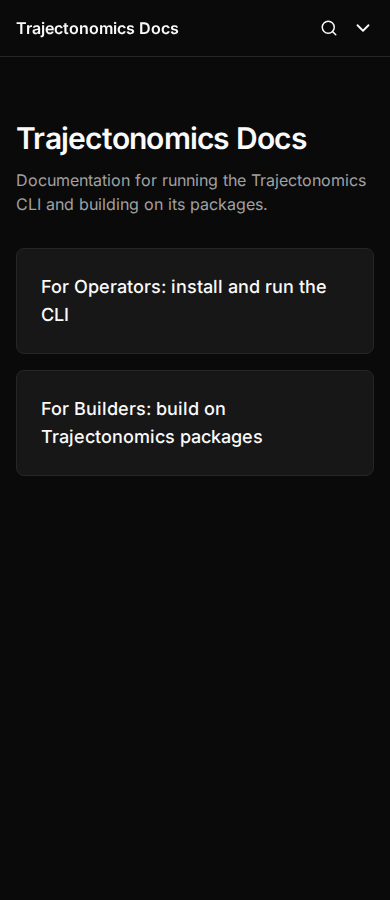 Trajectonomics Docs
Trajectonomics Docs
Documentation for running the Trajectonomics
CLI and building on its packages.
For Operators: install and run the
CLI
For Builders: build on
Trajectonomics packages